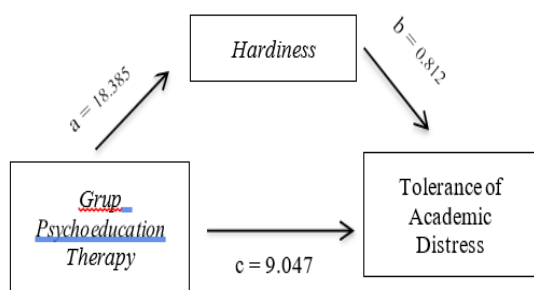 Hardiness
a = 18.385
b = 0.812
Grup
Psychoeducation
Therapy
c = 9.047
Tolerance of
Academic
Distress